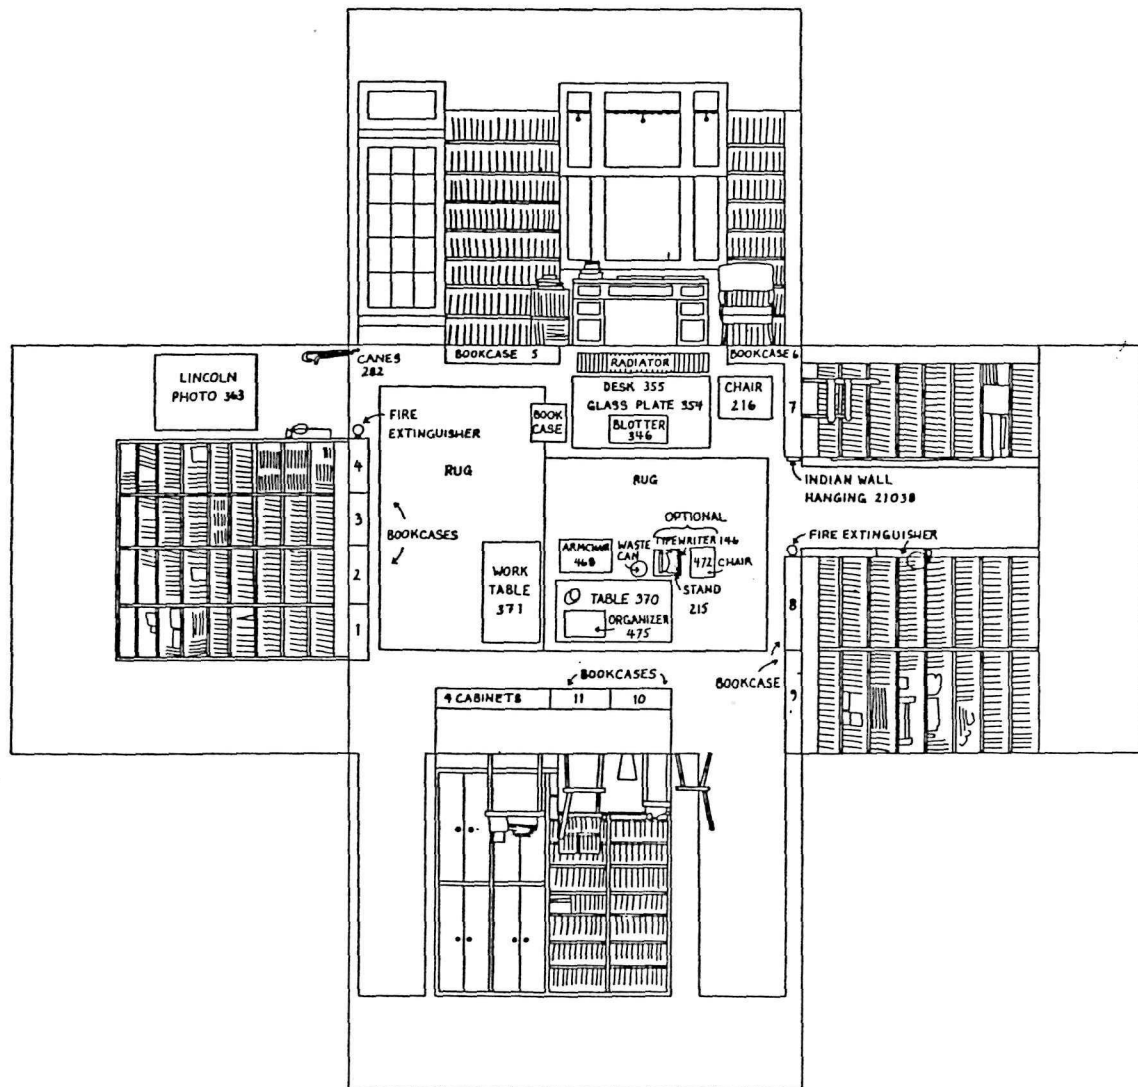 BOOKCASE 5
RADIATOR
BOOKCASE 6
CANES
282
LINCOLN
PHOTO 363
DESK 355
GLASS PLATE 354
BLOTTER
346
CHAIR
216
BOOK
CASE
7
FIRE
EXTINGUISHER
4
RUG
RUG
INDIAN WALL
HANGING 21038
3
BOOKCASES
OPTIONAL
TYPEWRITER 146
WASTE
CAN
ARMCHAIR
468
472
CHAIR
FIRE EXTINGUISHER
2
WORK
TABLE
371
STAND
215
TABLE 370
ORGANIZER
475
8
1
BOOKCASES
BOOKCASE
9
4 CABINETS
11
10